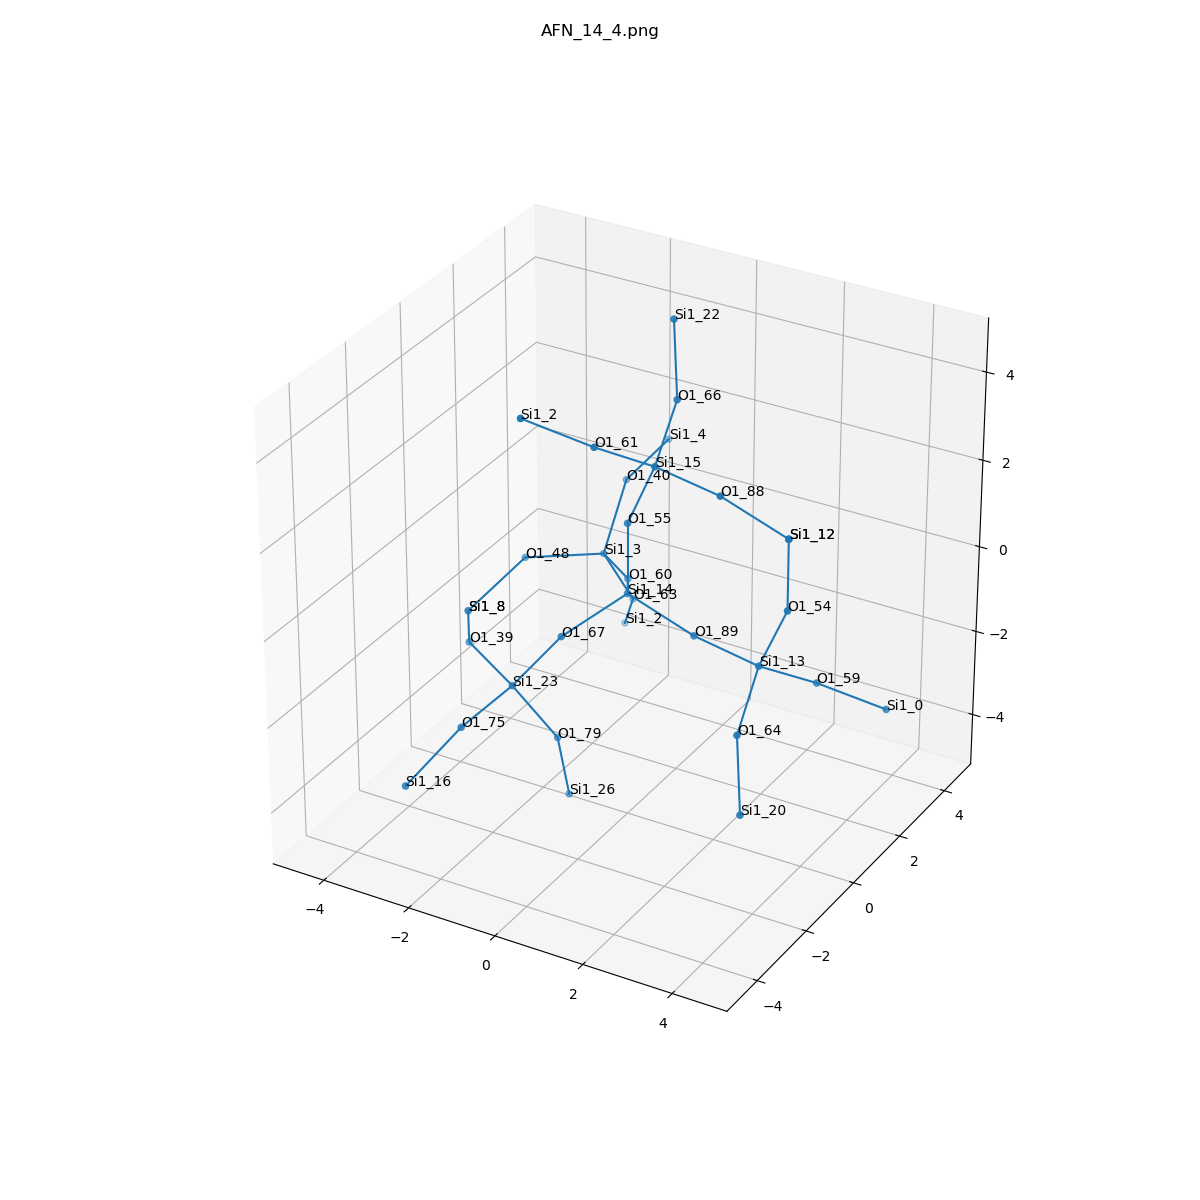 AFN_14_4.png
Si1_22
4
O1_66
Si1_2
Si1_4
O1_61
Si1_15
2
O1_40
O1_88
O1_55
Si1_12
Si1_3
0
O1_48
O1_60
Si1_14
O1_63
Si1_8
O1_54
Si1_2
O1_67
O1_89
−2
O1_39
Si1_13
O1_59
Si1_23
Si1_0
−4
O1_75
O1_79
O1_64
Si1_16
Si1_26
Si1_20
4
2
0
−2
−4
−4
−2
0
2
4